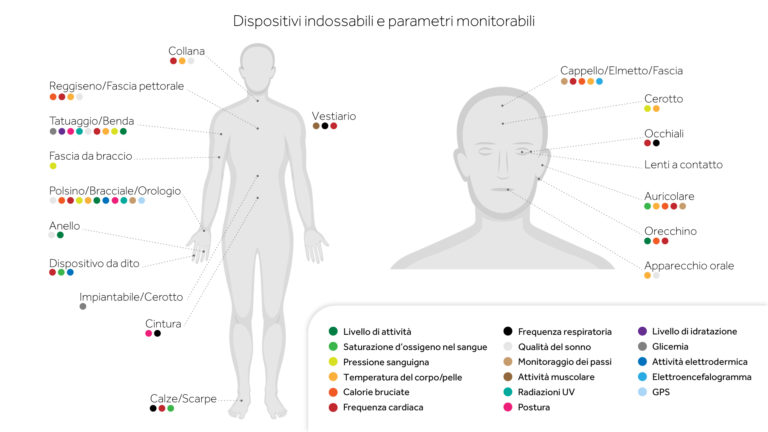 Dispositivi indossabili e parametri monitorabili
Collana
Reggiseno/Fascia pettorale
Tatuaggio/Benda
Fascia da braccio
Polsino/Bracciale/Orologio
Anello
Dispositivo da dito
Impiantabile/Cerotto
Cintura
Calze/Scarpe
Vestiario
Cappello/Elmetto/Fascia
Cerotto
Occhiali
Lenti a contatto
Auricolare
Orecchino
Apparecchio orale
Livello di attività
Saturazione d'ossigeno nel sangue
Pressione sanguigna
Temperatura del corpo/pelle
Calorie bruciate
Frequenza cardiaca
Frequenza respiratoria
Qualità del sonno
Monitoraggio dei passi
Attività muscolare
Radiazioni UV
Postura
Livello di idratazione
Glicemia
Attività elettrodermica
Elettroencefalogramma
GPS